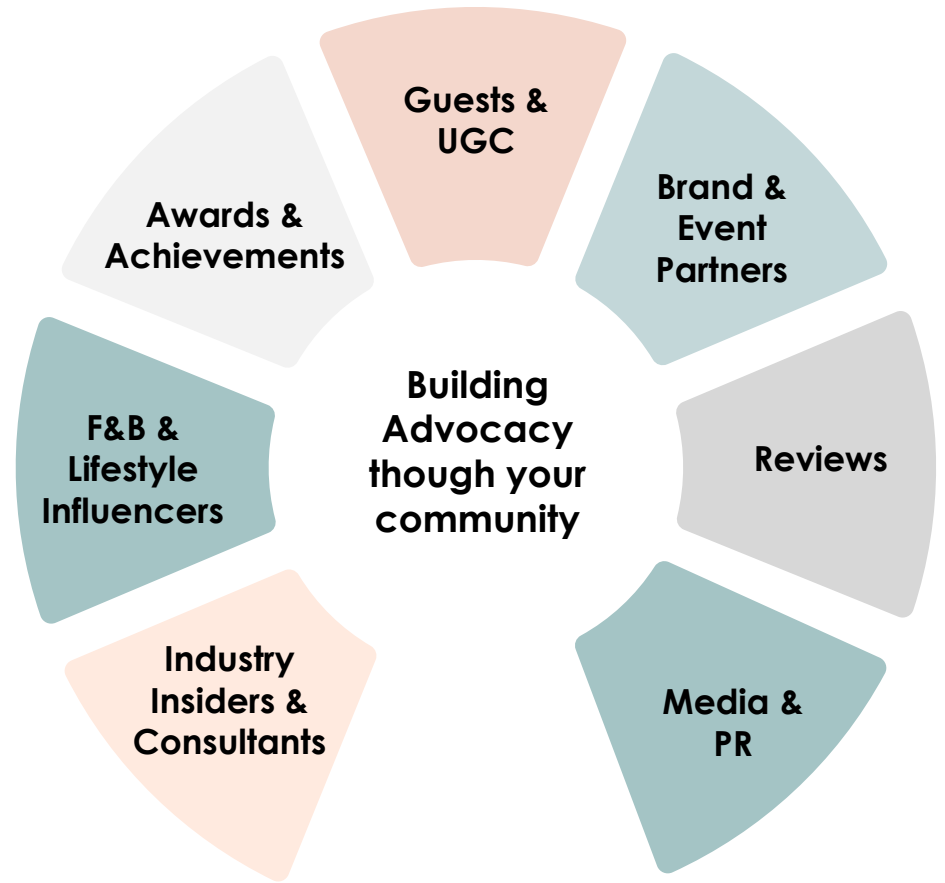 Guests &
UGC
Brand &
Event
Partners
Reviews
Media &
PR
Industry
Insiders &
Consultants
F&B &
Lifestyle
Influencers
Awards &
Achievements
Building
Advocacy
though your
community